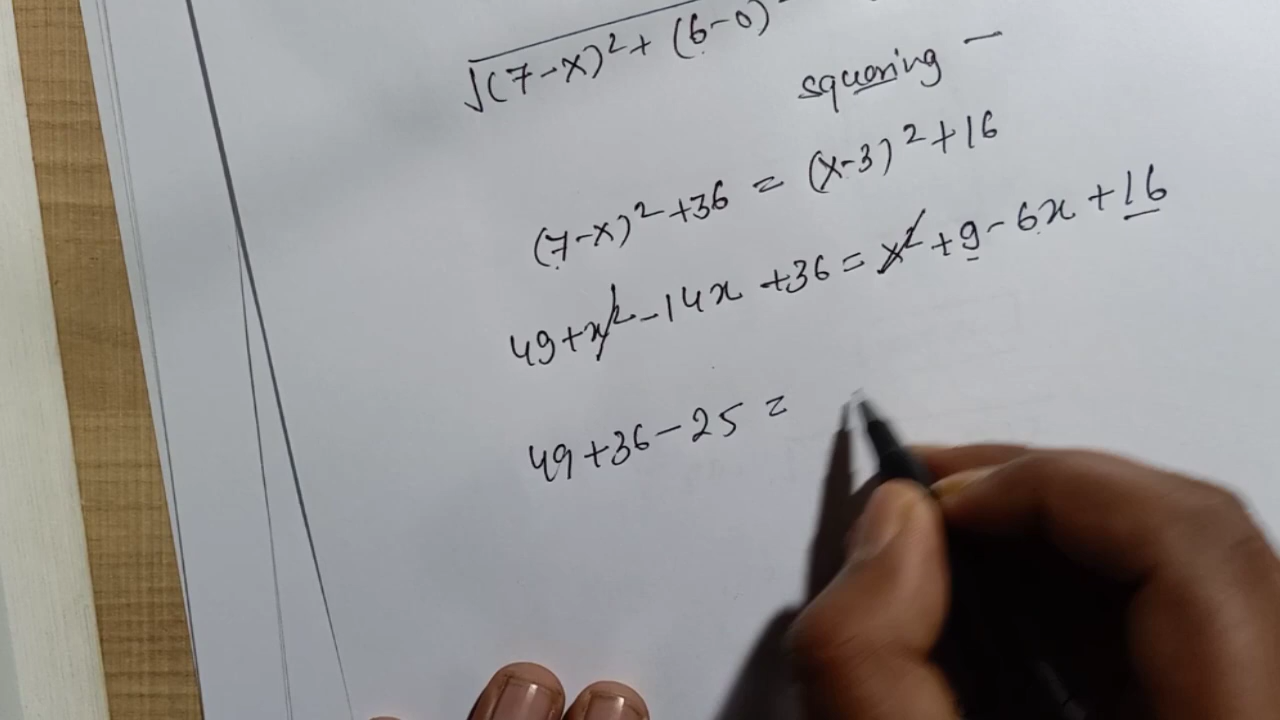 √(7-x)² + (6-0)
squaring -
(7-x)² +36 = (x-3)² +16
49+x² -14x +36 = x² +9 - 6x +16
49+36-25 =